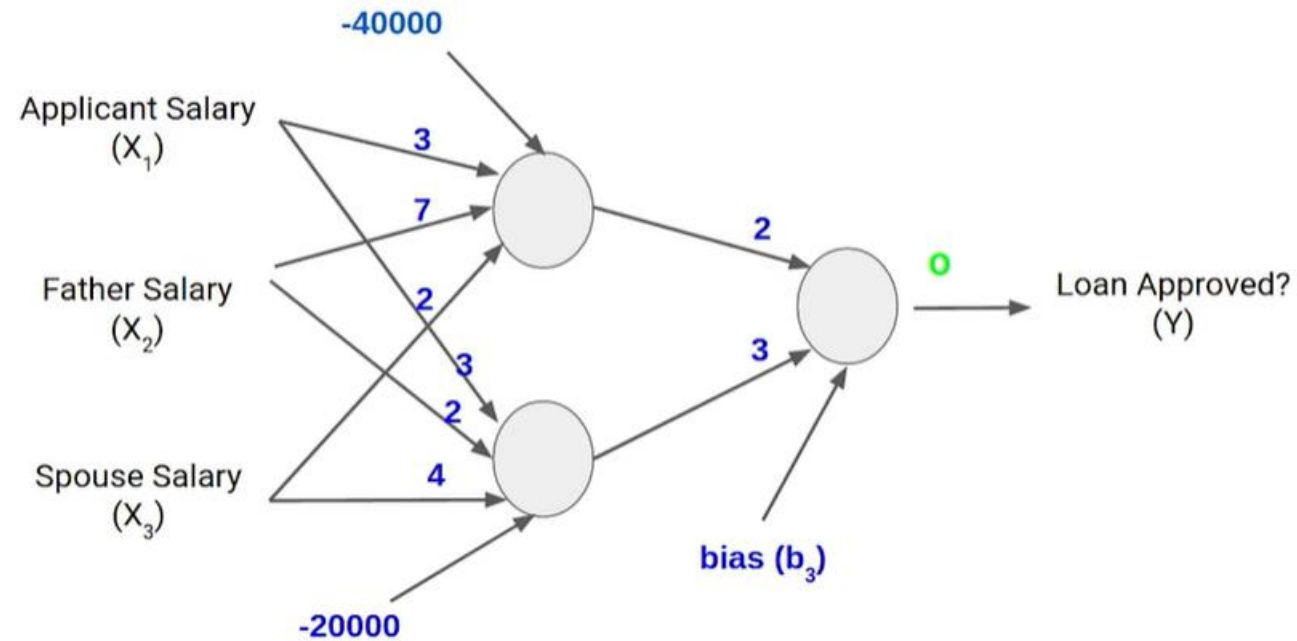 -40000
Applicant Salary
(X₁)
3
7
Father Salary
(X₂)
2
3
2
Spouse Salary
(X₃)
4
-20000
2
3
bias (b₃)
O
Loan Approved?
(Y)